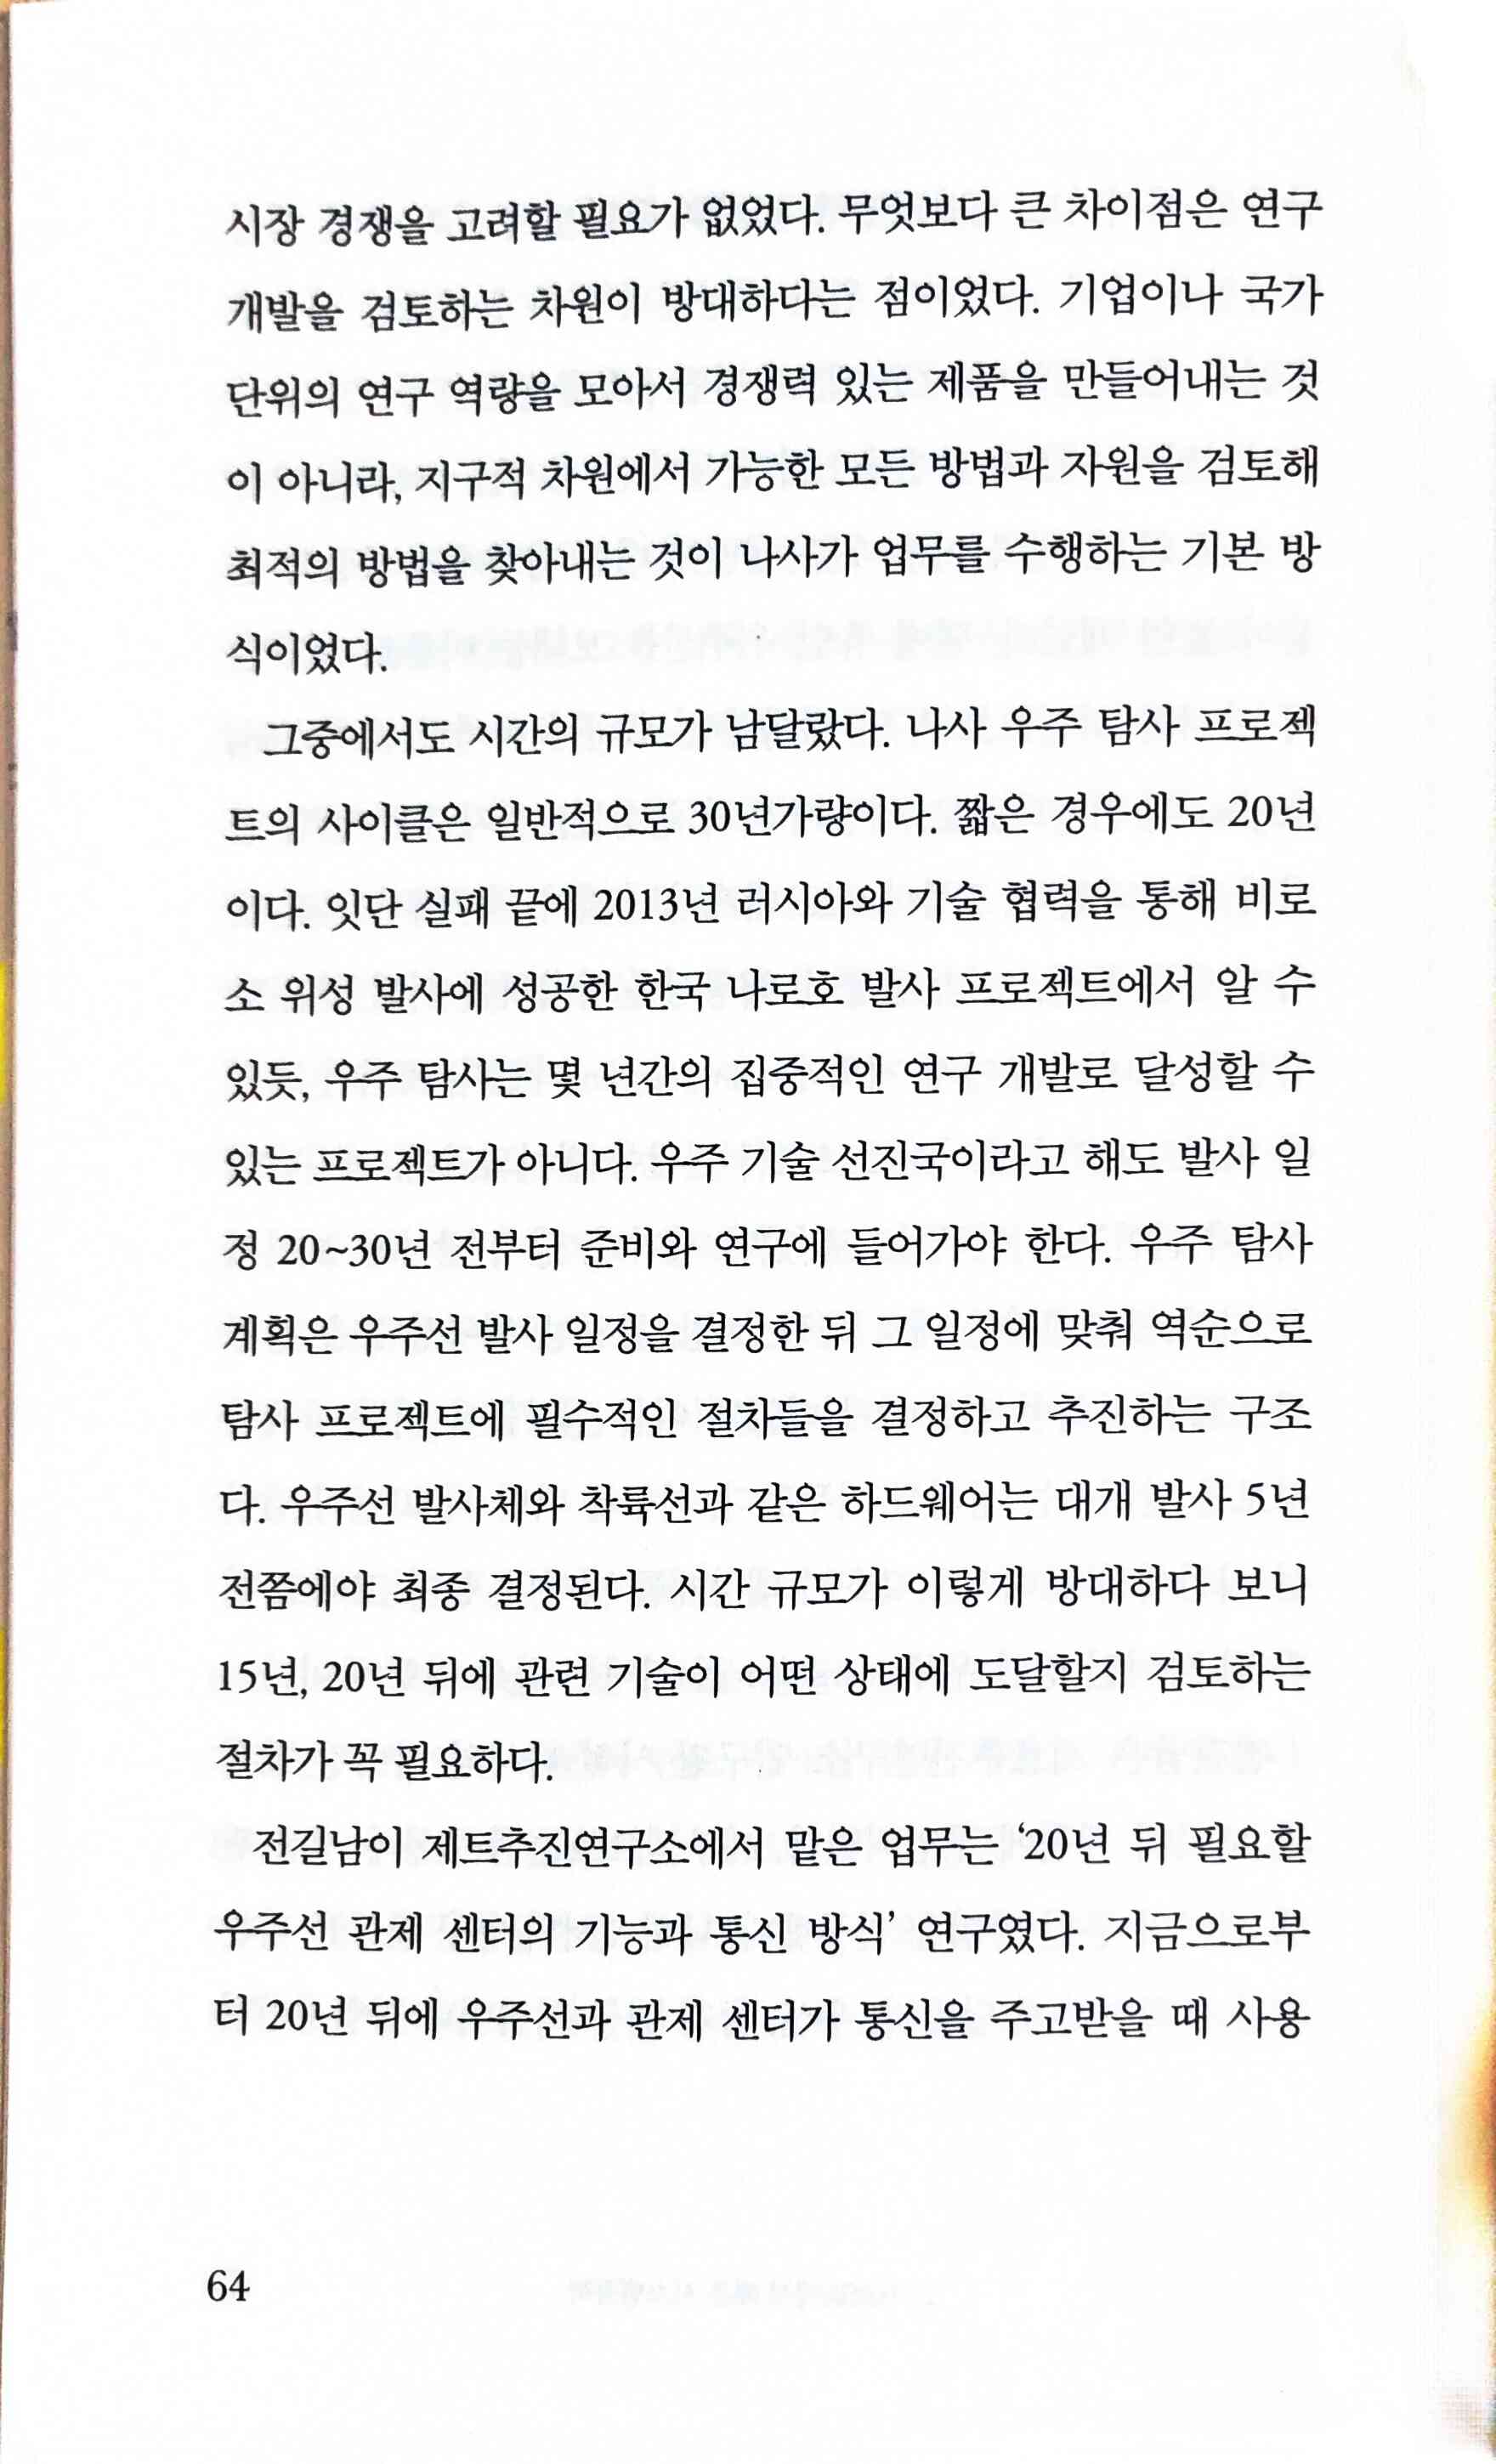 시장 경쟁을 고려할 필요가 없었다. 무엇보다 큰 차이점은 연구
개발을 검토하는 차원이 방대하다는 점이었다. 기업이나 국가
단위의 연구 역량을 모아서 경쟁력 있는 제품을 만들어내는 것
이 아니라, 지구적 차원에서 가능한 모든 방법과 자원을 검토해
최적의 방법을 찾아내는 것이 나사가 업무를 수행하는 기본 방
식이었다.
그중에서도 시간의 규모가 남달랐다. 나사 우주 탐사 프로젝
트의 사이클은 일반적으로 30년가량이다. 짧은 경우에도 20년
이다. 잇단 실패 끝에 2013년 러시아와 기술 협력을 통해 비로
소 위성 발사에 성공한 한국 나로호 발사 프로젝트에서 알 수
있듯, 우주 탐사는 몇 년간의 집중적인 연구 개발로 달성할 수
있는 프로젝트가 아니다. 우주 기술 선진국이라고 해도 발사 일
정 20~30년 전부터 준비와 연구에 들어가야 한다. 우주 탐사
계획은 우주선 발사 일정을 결정한 뒤 그 일정에 맞춰 역순으로
탐사 프로젝트에 필수적인 절차들을 결정하고 추진하는 구조
다. 우주선 발사체와 착륙선과 같은 하드웨어는 대개 발사 5년
전쯤에야 최종 결정된다. 시간 규모가 이렇게 방대하다 보니
15년, 20년 뒤에 관련 기술이 어떤 상태에 도달할지 검토하는
절차가 꼭 필요하다.
전길남이 제트추진연구소에서 맡은 업무는 ‘20년 뒤 필요할
우주선 관제 센터의 기능과 통신 방식’ 연구였다. 지금으로부
터 20년 뒤에 우주선과 관제 센터가 통신을 주고받을 때 사용
64